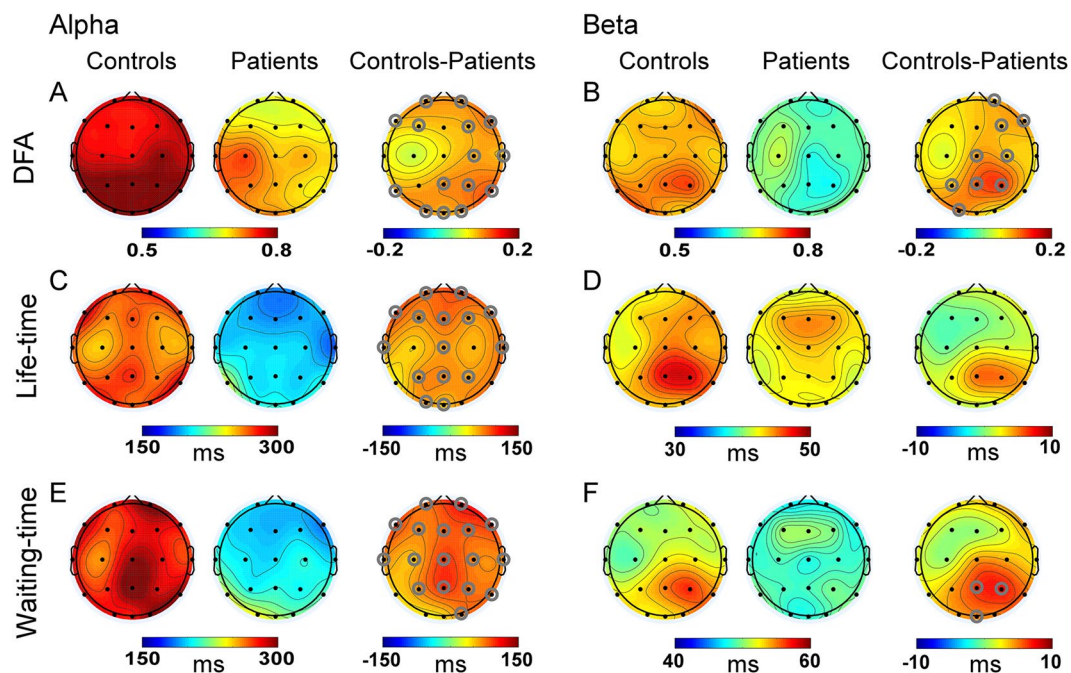 Alpha Beta
Controls Patients Controls-Patients Controls Patients Controls-Patients
A B
DFA
0.5 0.8 -0.2 0.2 0.5 0.8 -0.2 0.2
C D
Life-time
150 ms 300 -150 ms 150 30 ms 50 -10 ms 10
E F
Waiting-time
150 ms 300 -150 ms 150 40 ms 60 -10 ms 10